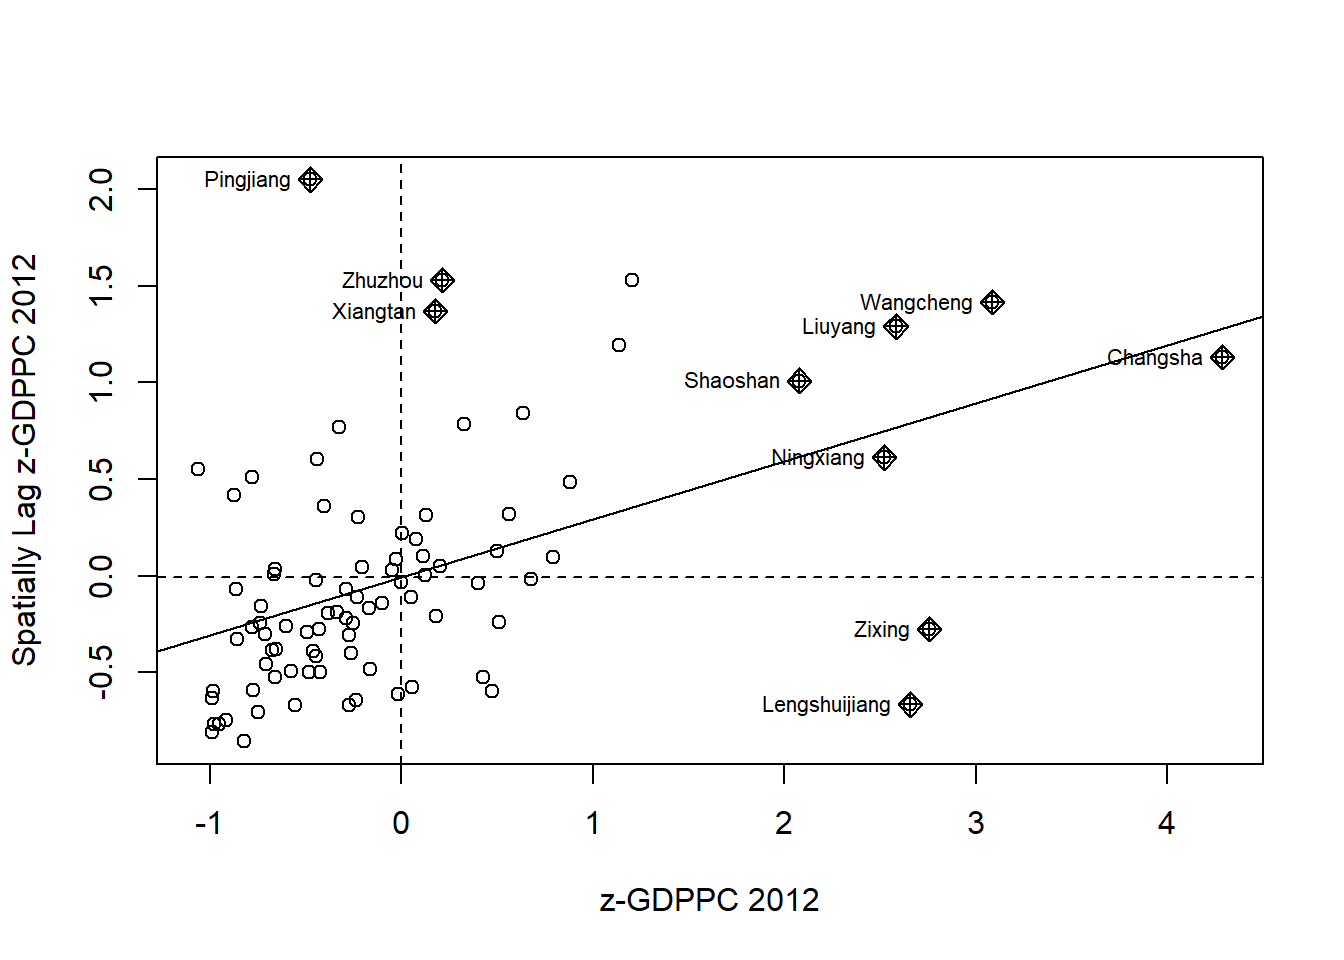 Pingjiang
Zhuzhou
Xiangtan
Wangcheng
Liuyang
Changsha
Shaoshan
Ningxiang
Zixing
Lengshuijiang
Spatially Lag z-GDPPC 2012
2.0
1.5
1.0
0.5
0.0
-0.5
-1 0 1 2 3 4
z-GDPPC 2012